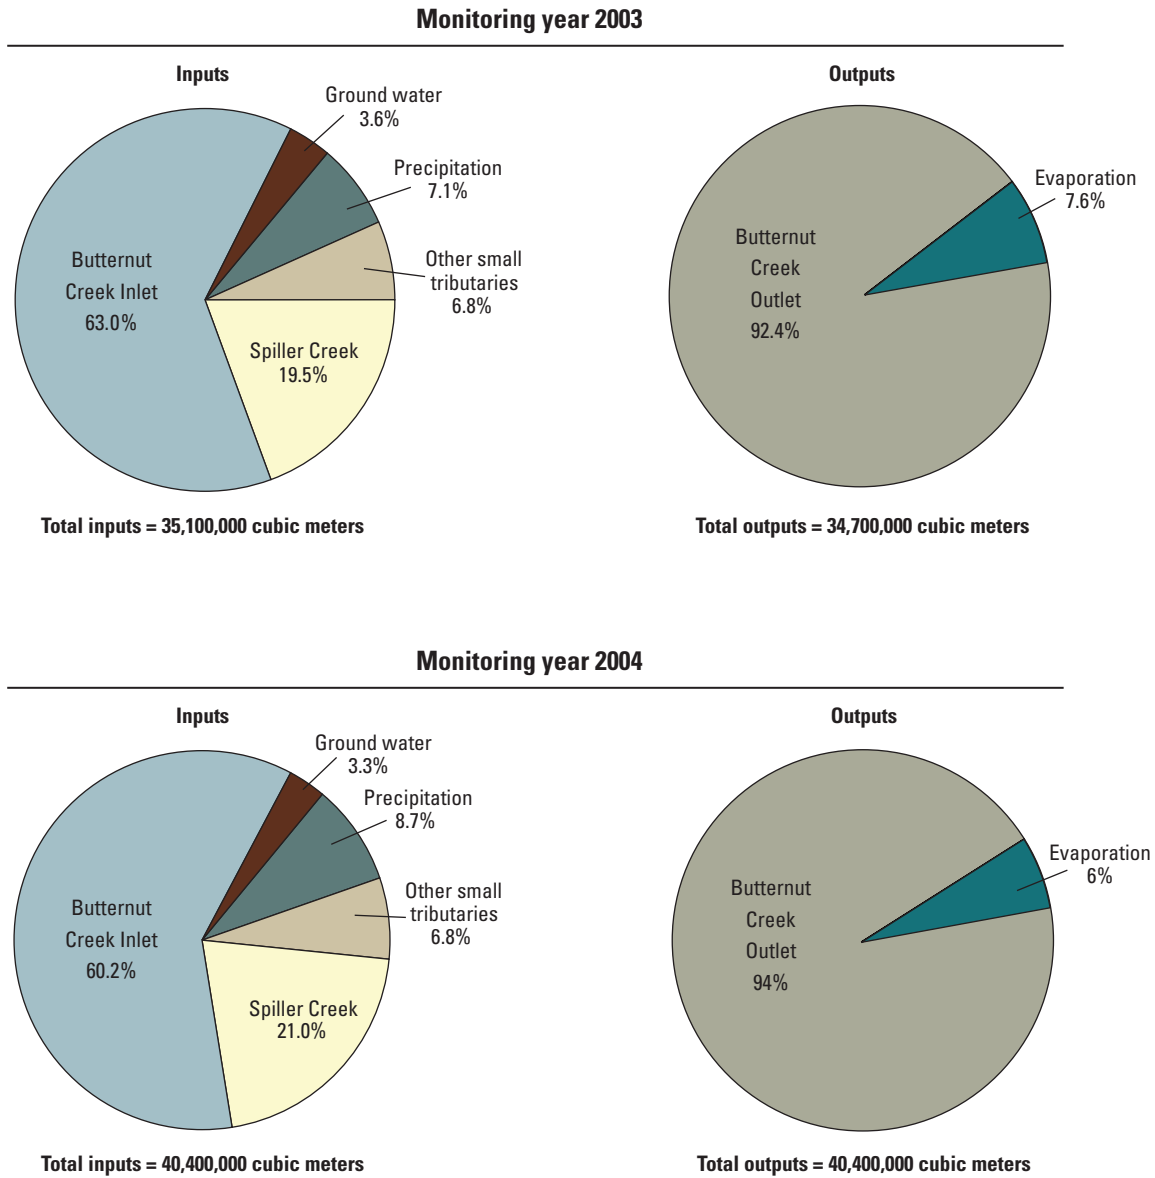 Monitoring year 2003
Inputs
Ground water
3.6%
Precipitation
7.1%
Other small
tributaries
6.8%
Butternut
Creek Inlet
63.0%
Spiller Creek
19.5%
Total inputs = 35,100,000 cubic meters
Outputs
Evaporation
7.6%
Butternut
Creek
Outlet
92.4%
Total outputs = 34,700,000 cubic meters
Monitoring year 2004
Inputs
Ground water
3.3%
Precipitation
8.7%
Other small
tributaries
6.8%
Butternut
Creek Inlet
60.2%
Spiller Creek
21.0%
Total inputs = 40,400,000 cubic meters
Outputs
Evaporation
6%
Butternut
Creek
Outlet
94%
Total outputs = 40,400,000 cubic meters